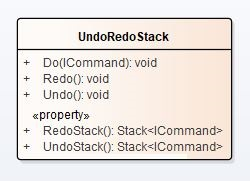 UndoRedoStack
+ Do(ICommand): void
+ Redo(): void
+ Undo(): void
«property»
+ RedoStack(): Stack<ICommand>
+ UndoStack(): Stack<ICommand>